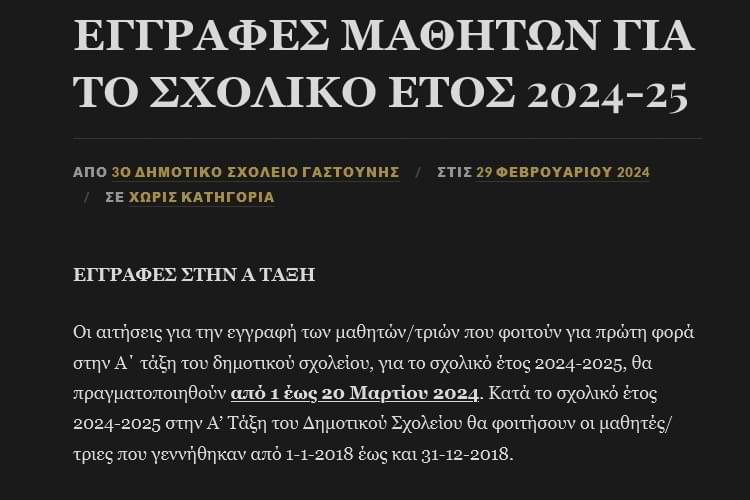 ΕΓΓΡΑΦΕΣ ΜΑΘΗΤΩΝ ΓΙΑ
ΤΟ ΣΧΟΛΙΚΟ ΕΤΟΣ 2024-25
ΑΠΟ 3Ο ΔΗΜΟΤΙΚΟ ΣΧΟΛΕΙΟ ΓΑΣΤΟΥΝΗΣ / ΣΤΙΣ 29 ΦΕΒΡΟΥΑΡΙΟΥ 2024
/ ΣΕ ΧΩΡΙΣ ΚΑΤΗΓΟΡΙΑ
ΕΓΓΡΑΦΕΣ ΣΤΗΝ Α ΤΑΞΗ
Οι αιτήσεις για την εγγραφή των μαθητών/τριών που φοιτούν για πρώτη φορά
στην Α΄ τάξη του δημοτικού σχολείου, για το σχολικό έτος 2024-2025, θα
πραγματοποιηθούν από 1 έως 20 Μαρτίου 2024. Κατά το σχολικό έτος
2024-2025 στην Α’ Τάξη του Δημοτικού Σχολείου θα φοιτήσουν οι μαθητές/
τριες που γεννήθηκαν από 1-1-2018 έως και 31-12-2018.